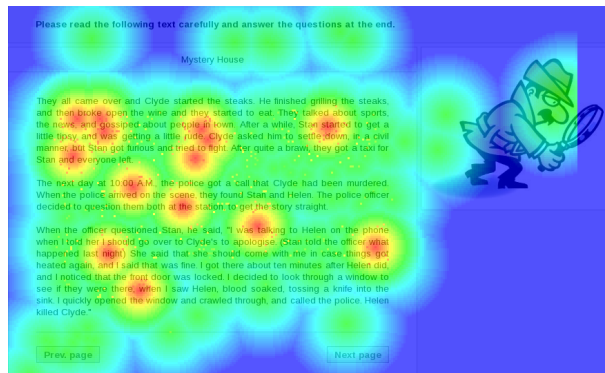 Please read the following text carefully and answer the questions at the end.
Mystery House
They all came over and Clyde started the steaks. He finished grilling the steaks,
and then broke open the wine and they started to eat. They talked about sports,
the news, and gossiped about people in town. After a while, Stan started to get a
little tipsy, and was getting a little rude. Clyde asked him to settle down, in a civil
manner, but Stan got furious and tried to fight. After quite a brawl, they got a taxi for
Stan and everyone left.
The next day at 10:00 A.M., the police got a call that Clyde had been murdered.
When the police arrived on the scene, they found Stan and Helen. The police officer
decided to question them both at the station to get the story straight.
When the officer questioned Stan, he said, "I was talking to Helen on the phone
when I told her I should go over to Clyde's to apologise. (Stan told the officer what
happened last night) She said that she should come with me in case things got
heated again, and I said that was fine. I got there about ten minutes after Helen did,
and I noticed that the front door was locked. I decided to look through a window to
see if they were there, when I saw Helen, blood soaked, tossing a knife into the
sink. I quickly opened the window and crawled through, and called the police. Helen
killed Clyde."
Prev. page
Next page